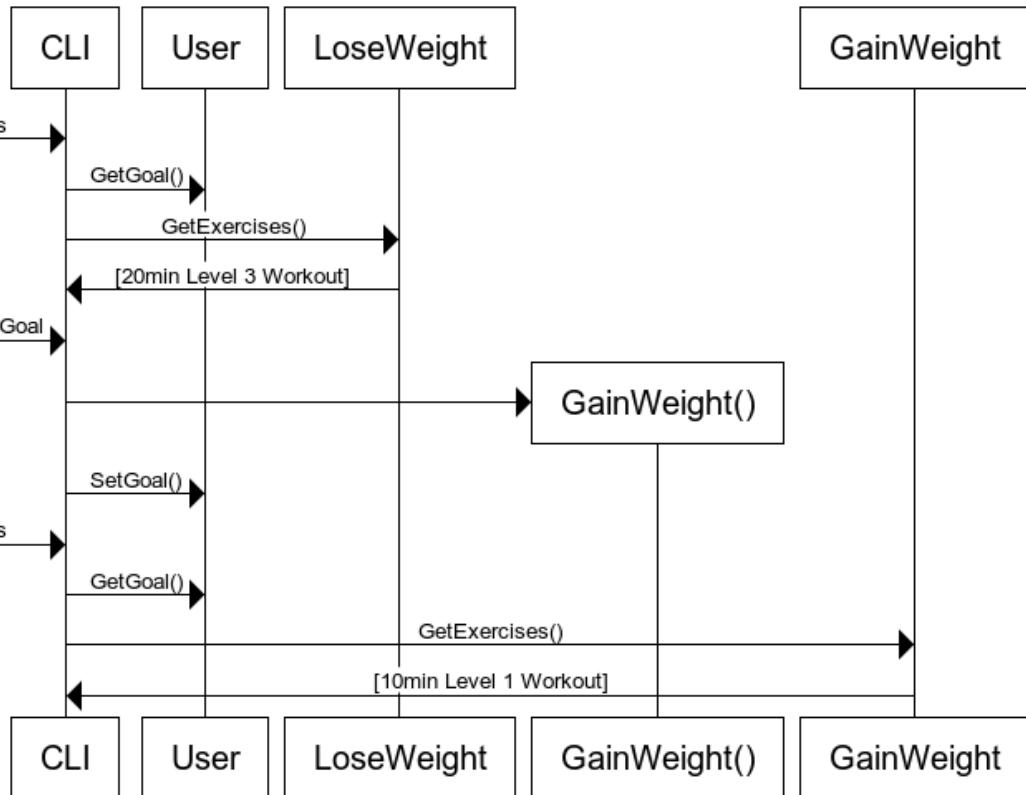 CLI User LoseWeight GainWeight
s
GetGoal()
GetExercises()
[20min Level 3 Workout]
Goal
GainWeight()
SetGoal()
s
GetGoal()
GetExercises()
[10min Level 1 Workout]
CLI User LoseWeight GainWeight() GainWeight